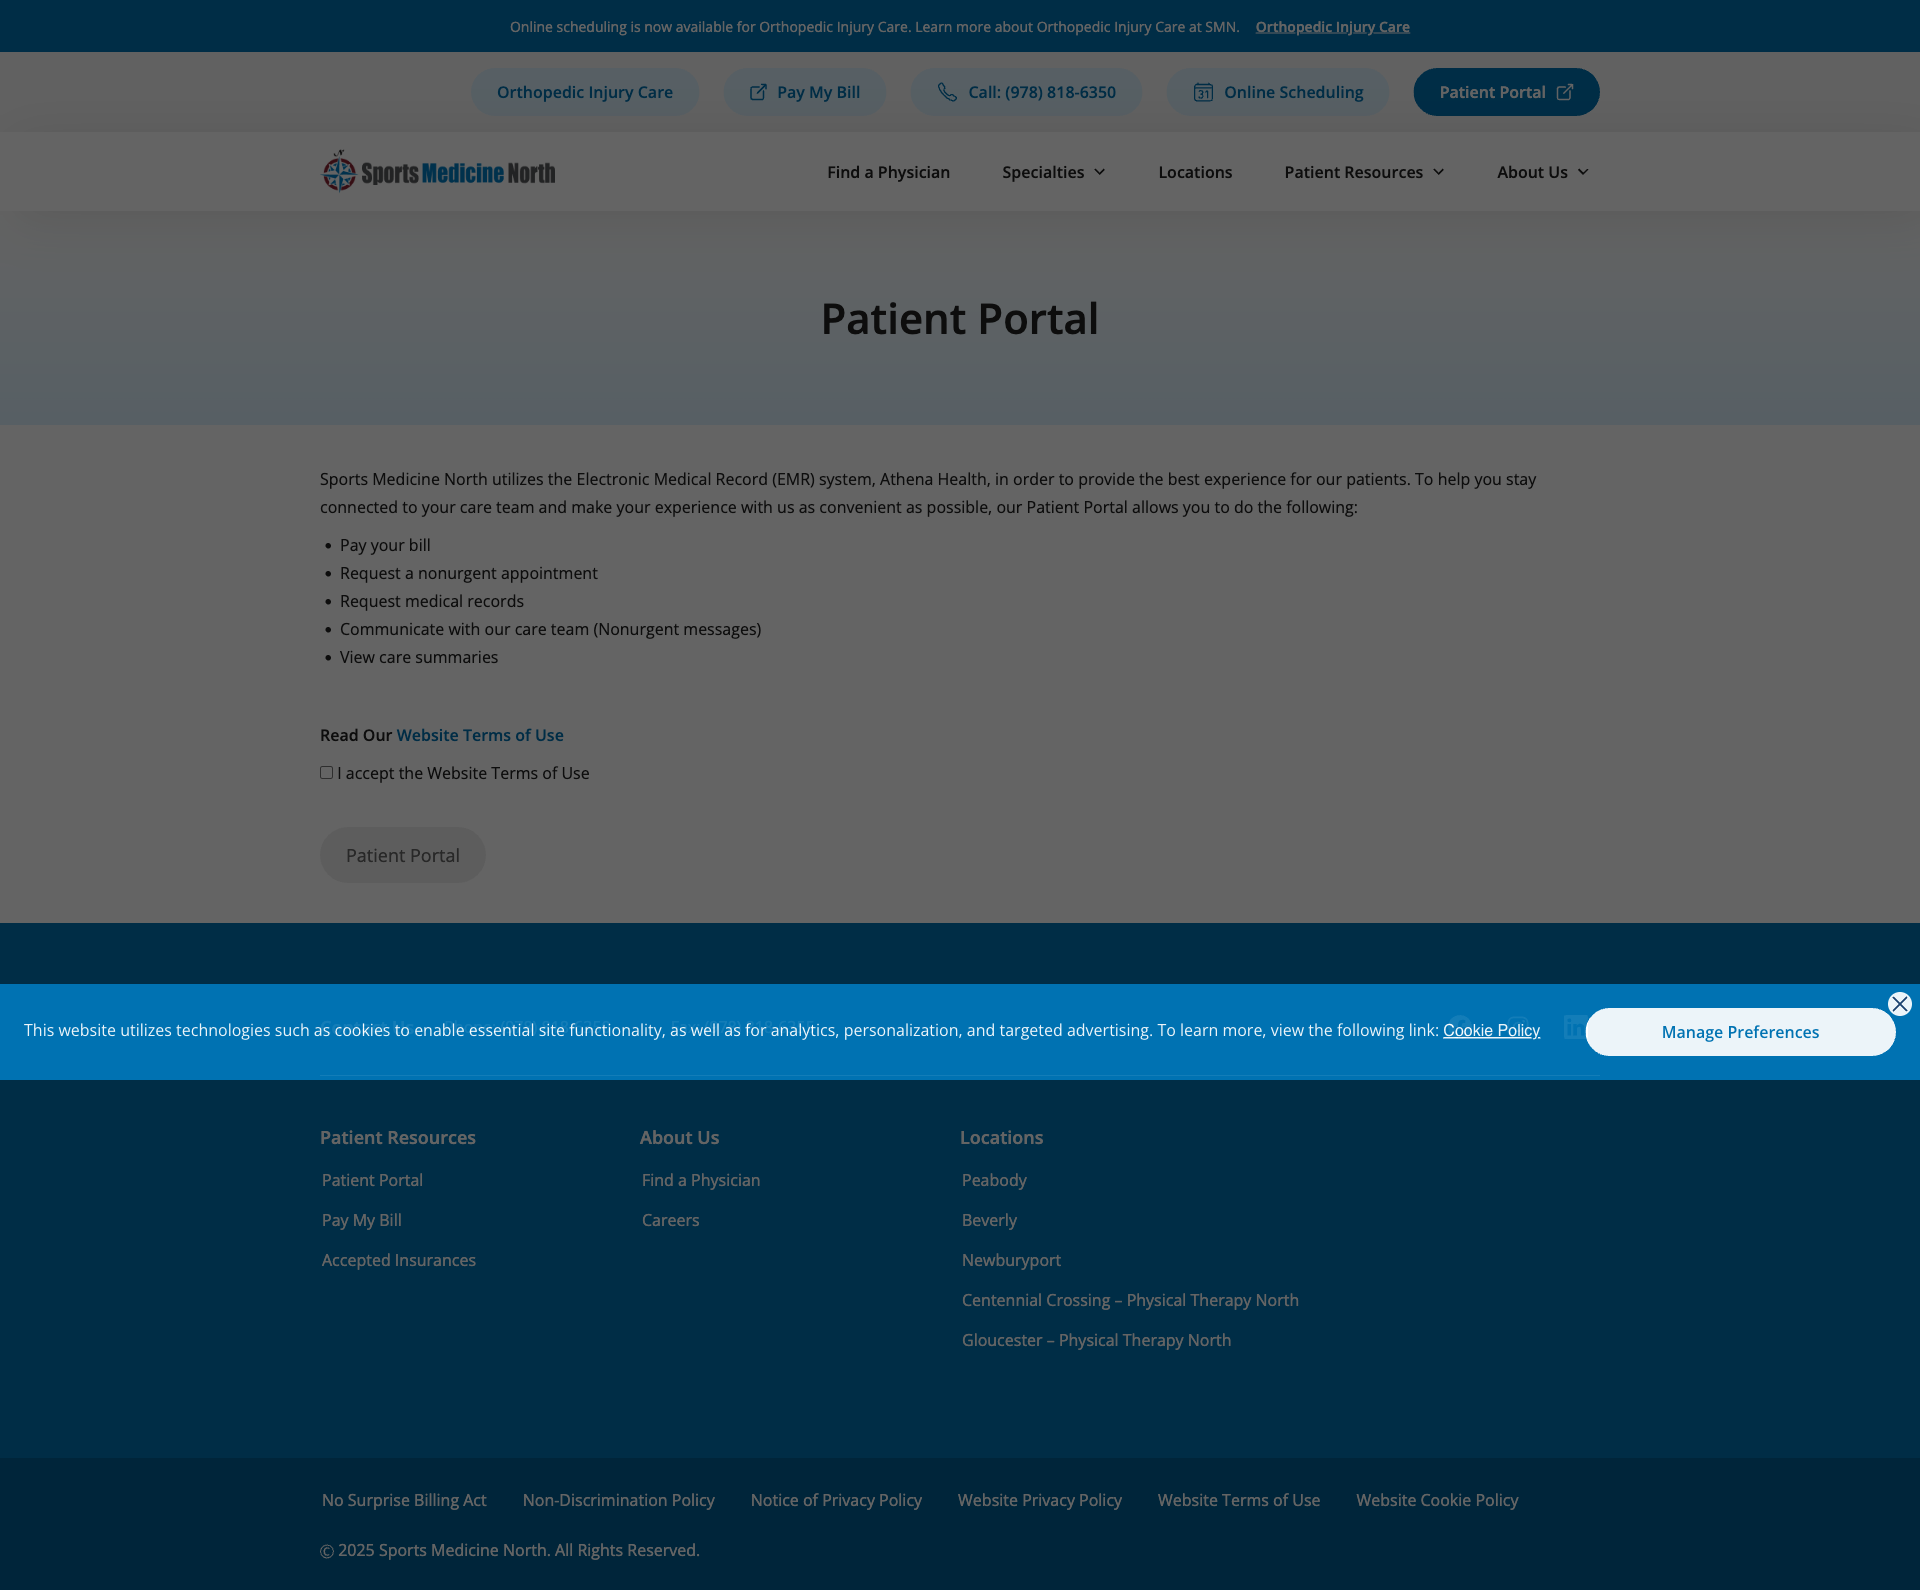 Online scheduling is now available for Orthopedic Injury Care. Learn more about Orthopedic Injury Care at SMN. Orthopedic Injury Care
Orthopedic Injury Care
Pay My Bill
Call: (978) 818-6350
Online Scheduling
Patient Portal
N
Sports Medicine North
Find a Physician
Specialties
Locations
Patient Resources
About Us
Patient Portal
Sports Medicine North utilizes the Electronic Medical Record (EMR) system, Athena Health, in order to provide the best experience for our patients. To help you stay
connected to your care team and make your experience with us as convenient as possible, our Patient Portal allows you to do the following:
• Pay your bill
• Request a nonurgent appointment
• Request medical records
• Communicate with our care team (Nonurgent messages)
• View care summaries
Read Our Website Terms of Use
I accept the Website Terms of Use
Patient Portal
This website utilizes technologies such as cookies to enable essential site functionality, as well as for analytics, personalization, and targeted advertising. To learn more, view the following link: Cookie Policy
Manage Preferences
Patient Resources
Patient Portal
Pay My Bill
Accepted Insurances
About Us
Find a Physician
Careers
Locations
Peabody
Beverly
Newburyport
Centennial Crossing – Physical Therapy North
Gloucester – Physical Therapy North
No Surprise Billing Act
Non-Discrimination Policy
Notice of Privacy Policy
Website Privacy Policy
Website Terms of Use
Website Cookie Policy
© 2025 Sports Medicine North. All Rights Reserved.